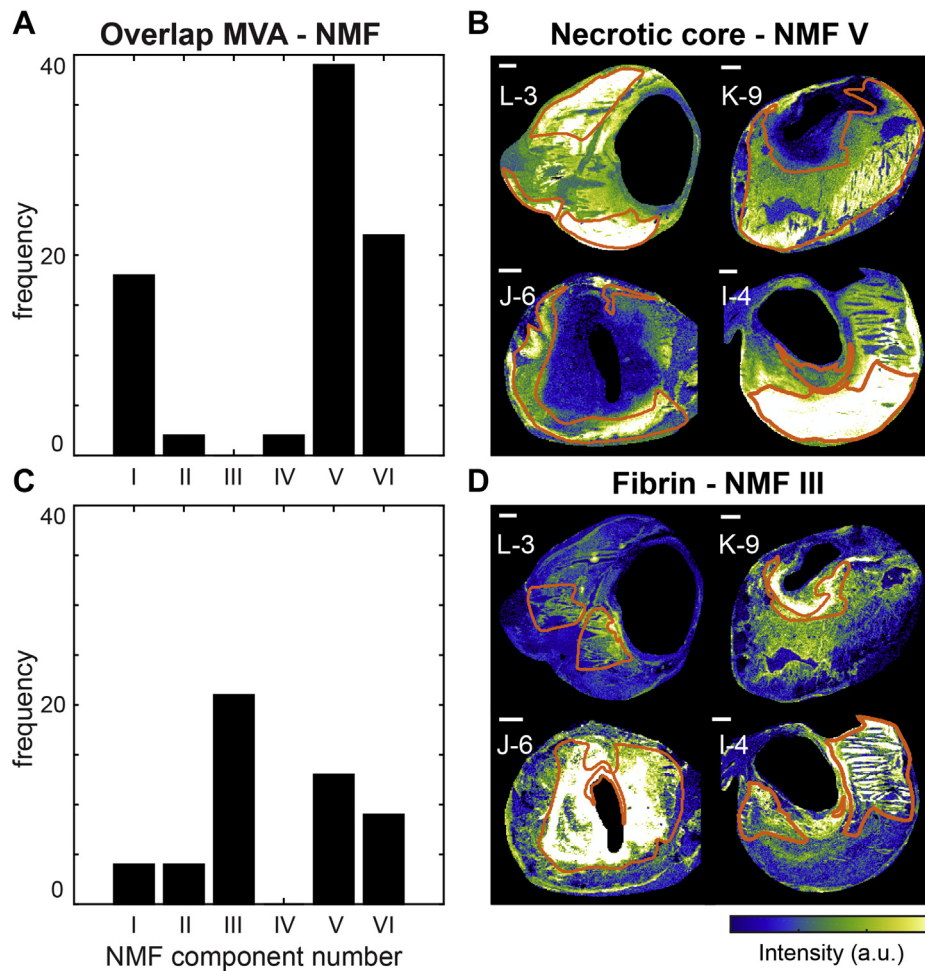 A
Overlap MVA - NMF
40
20
0
frequency
I II III IV V VI
B
Necrotic core - NMF V
L-3
K-9
J-6
I-4
C
40
20
0
frequency
I II III IV V VI
NMF component number
D
Fibrin - NMF III
L-3
K-9
J-6
I-4
Intensity (a.u.)